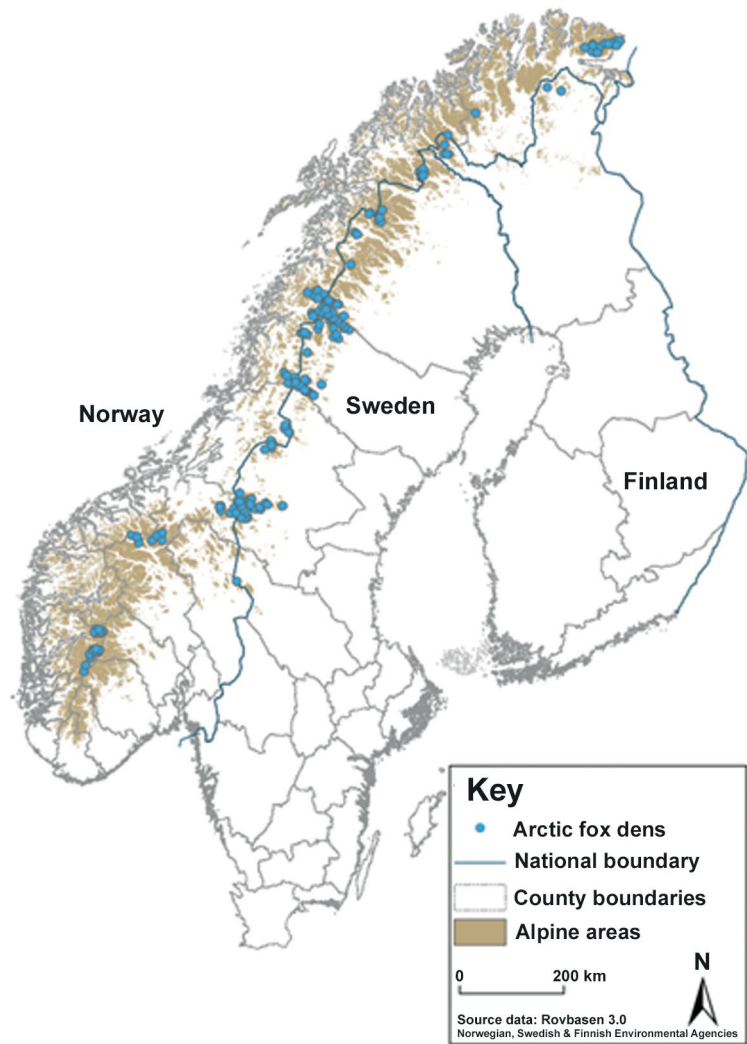 Norway
Sweden
Finland
Key
Arctic fox dens
National boundary
County boundaries
Alpine areas
0 200 km
N
Source data: Rovbasen 3.0
Norwegian, Swedish & Finnish Environmental Agencies